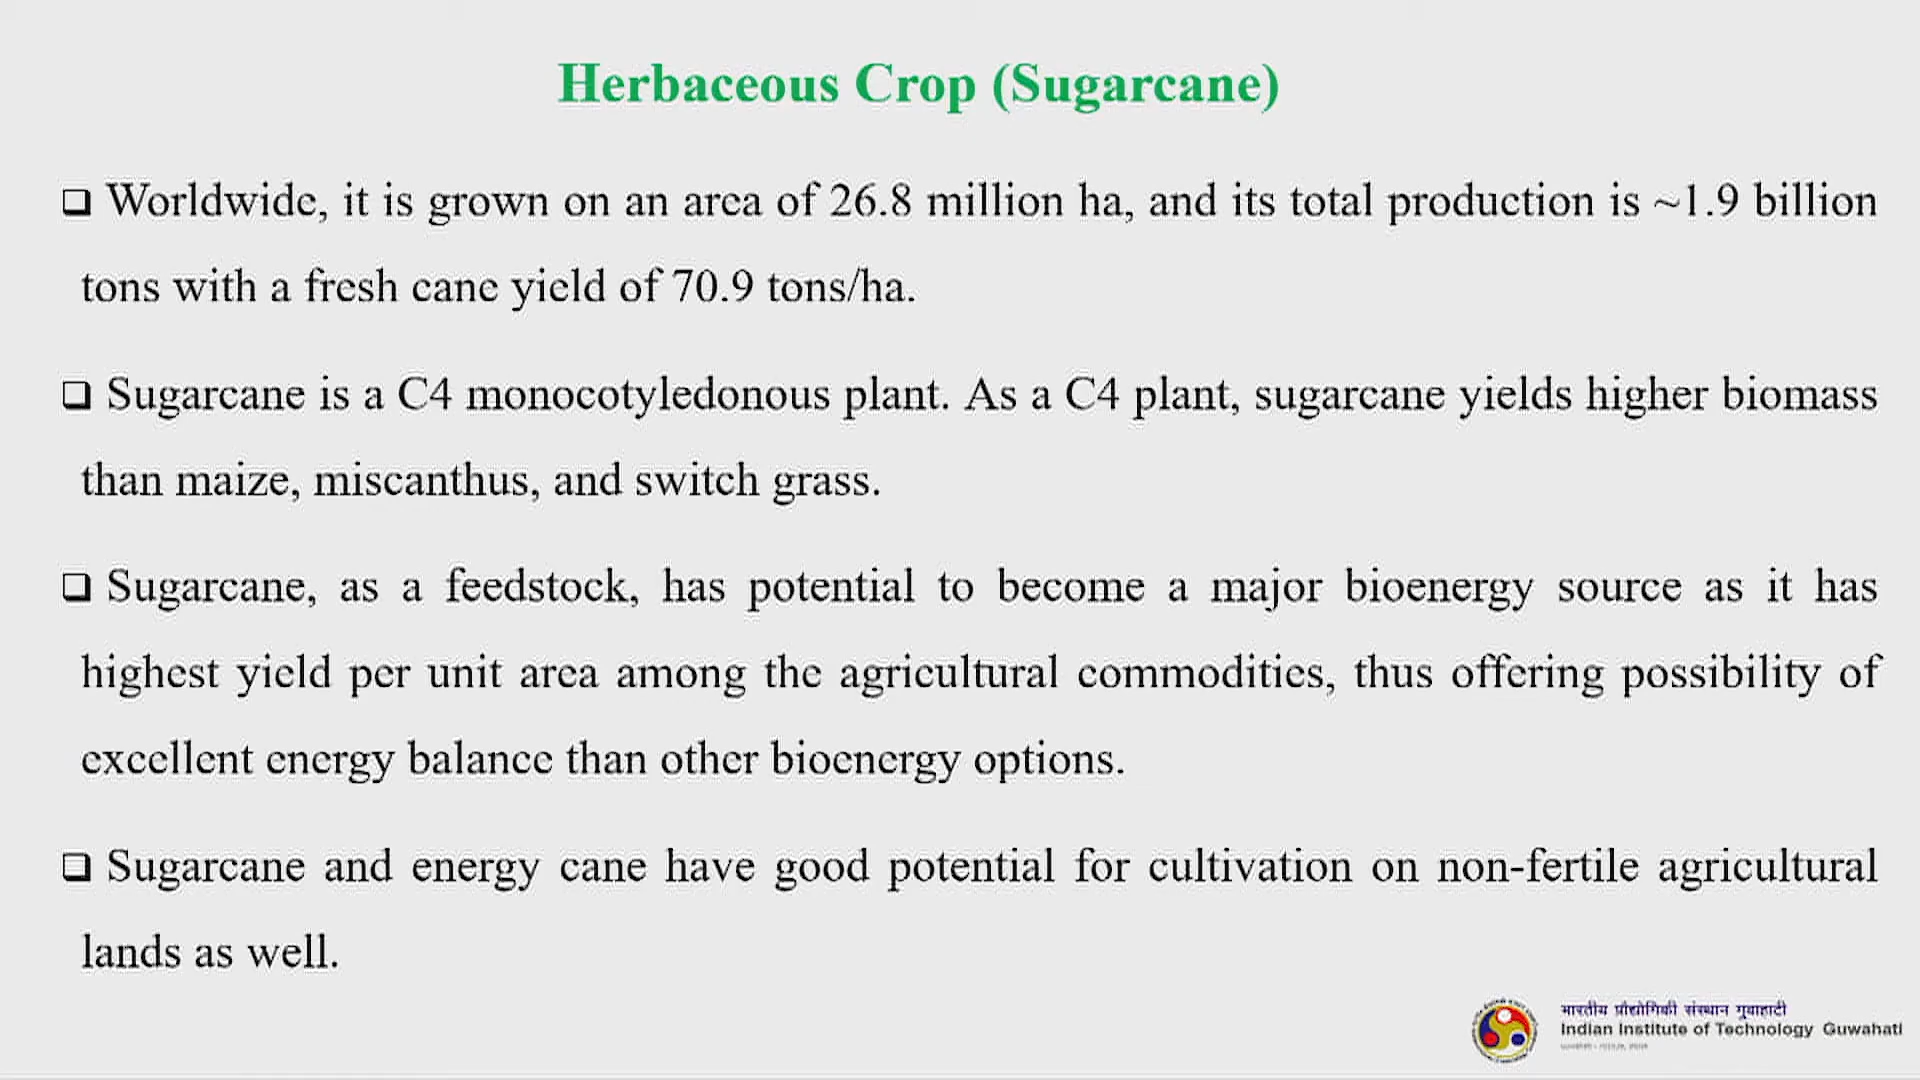 Herbaceous Crop (Sugarcane)
❑ Worldwide, it is grown on an area of 26.8 million ha, and its total production is ~1.9 billion
tons with a fresh cane yield of 70.9 tons/ha.
❑ Sugarcane is a C4 monocotyledonous plant. As a C4 plant, sugarcane yields higher biomass
than maize, miscanthus, and switch grass.
❑ Sugarcane, as a feedstock, has potential to become a major bioenergy source as it has
highest yield per unit area among the agricultural commodities, thus offering possibility of
excellent energy balance than other bioenergy options.
❑ Sugarcane and energy cane have good potential for cultivation on non-fertile agricultural
lands as well.
भारतीय प्रौद्योगिकी संस्थान गुवाहाटी
Indian Institute of Technology Guwahati